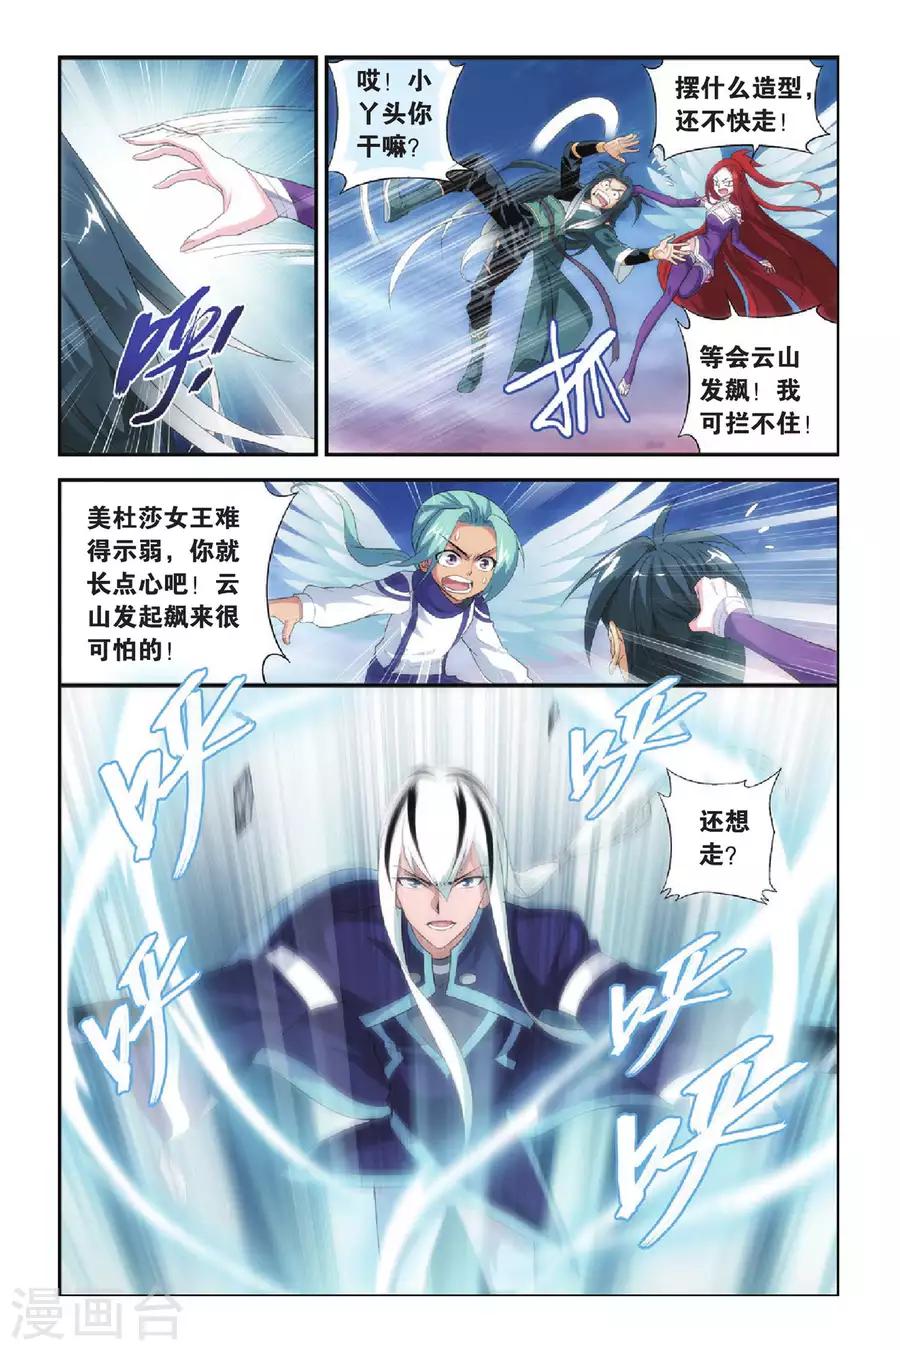 呼！
哎！小
丫头你
干嘛？
摆什么造型，
还不快走！
抓
等会云山
发飙！我
可拦不住！
美杜莎女王难
得示弱，你就
长点心吧！云
山发起飙来很
可怕的！
呼
呼
还想
走？
呼
呼
呼
漫画台